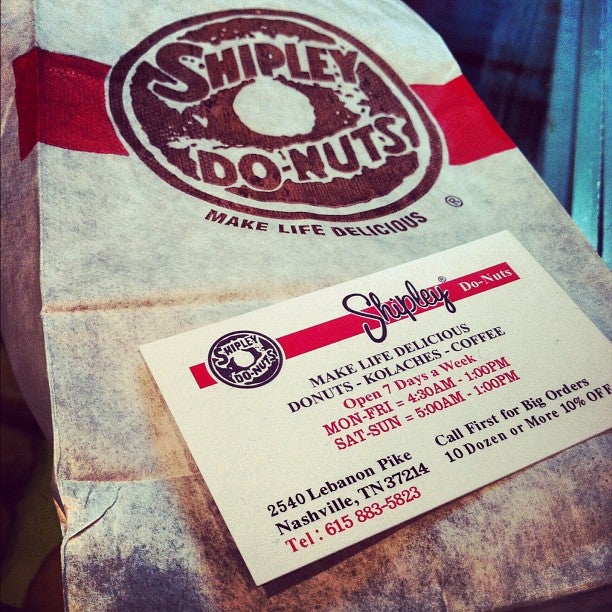 SHIPLEY
DO-NUTS
MAKE LIFE DELICIOUS
®
Shipley® Do-Nuts
SHIPLEY
DO-NUTS
MAKE LIFE DELICIOUS
DONUTS - KOLACHES - COFFEE
Open 7 Days a Week
MON-FRI = 4:30AM - 1:00PM
SAT-SUN = 5:00AM - 1:00PM
2540 Lebanon Pike
Nashville, TN 37214
Tel : 615 883-5823
Call First for Big Orders
10 Dozen or More 10% OFF